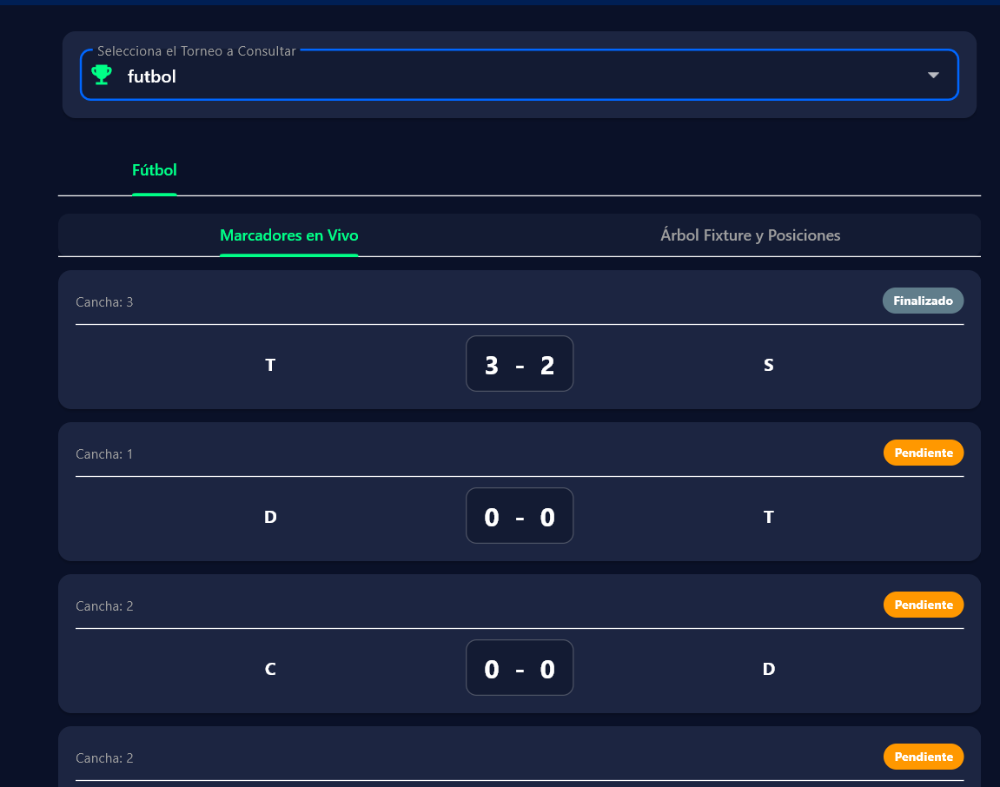 Selecciona el Torneo a Consultar
futbol
Fútbol
Marcadores en Vivo Árbol Fixture y Posiciones
Cancha: 3 Finalizado
T 3 - 2 S
Cancha: 1 Pendiente
D 0 - 0 T
Cancha: 2 Pendiente
C 0 - 0 D
Cancha: 2 Pendiente